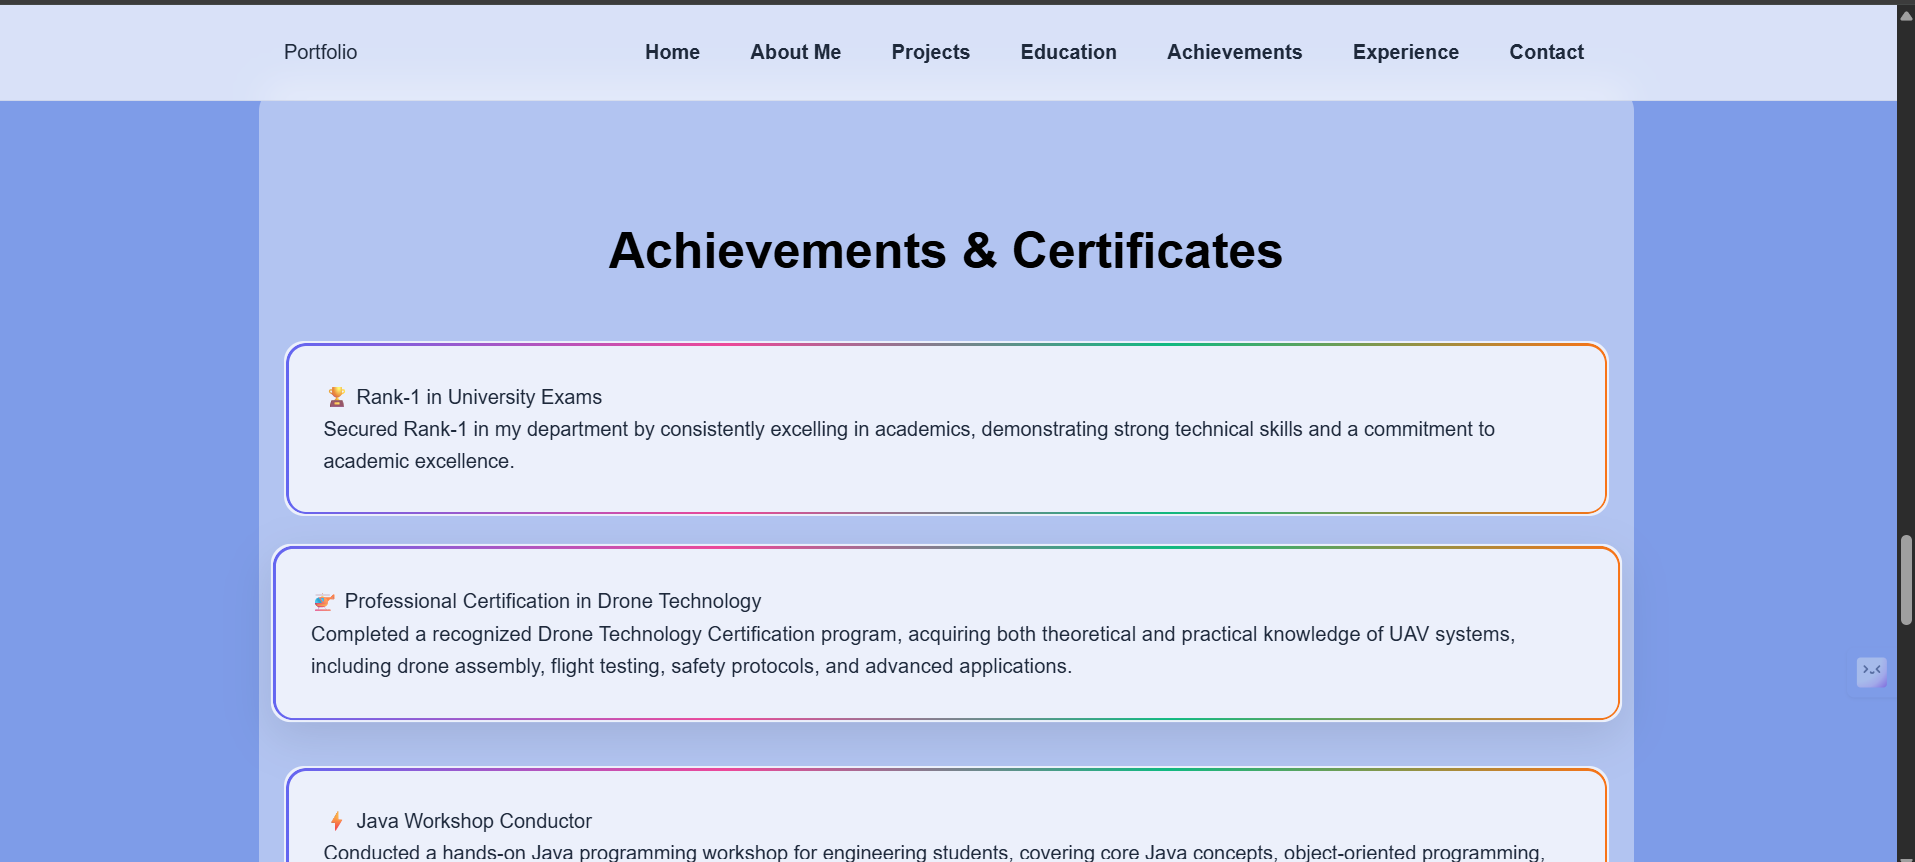 Portfolio
Home About Me Projects Education Achievements Experience Contact
Achievements & Certificates
🏆 Rank-1 in University Exams
Secured Rank-1 in my department by consistently excelling in academics, demonstrating strong technical skills and a commitment to
academic excellence.
🚁 Professional Certification in Drone Technology
Completed a recognized Drone Technology Certification program, acquiring both theoretical and practical knowledge of UAV systems,
including drone assembly, flight testing, safety protocols, and advanced applications.
⚡ Java Workshop Conductor
Conducted a hands-on Java programming workshop for engineering students, covering core Java concepts, object-oriented programming,